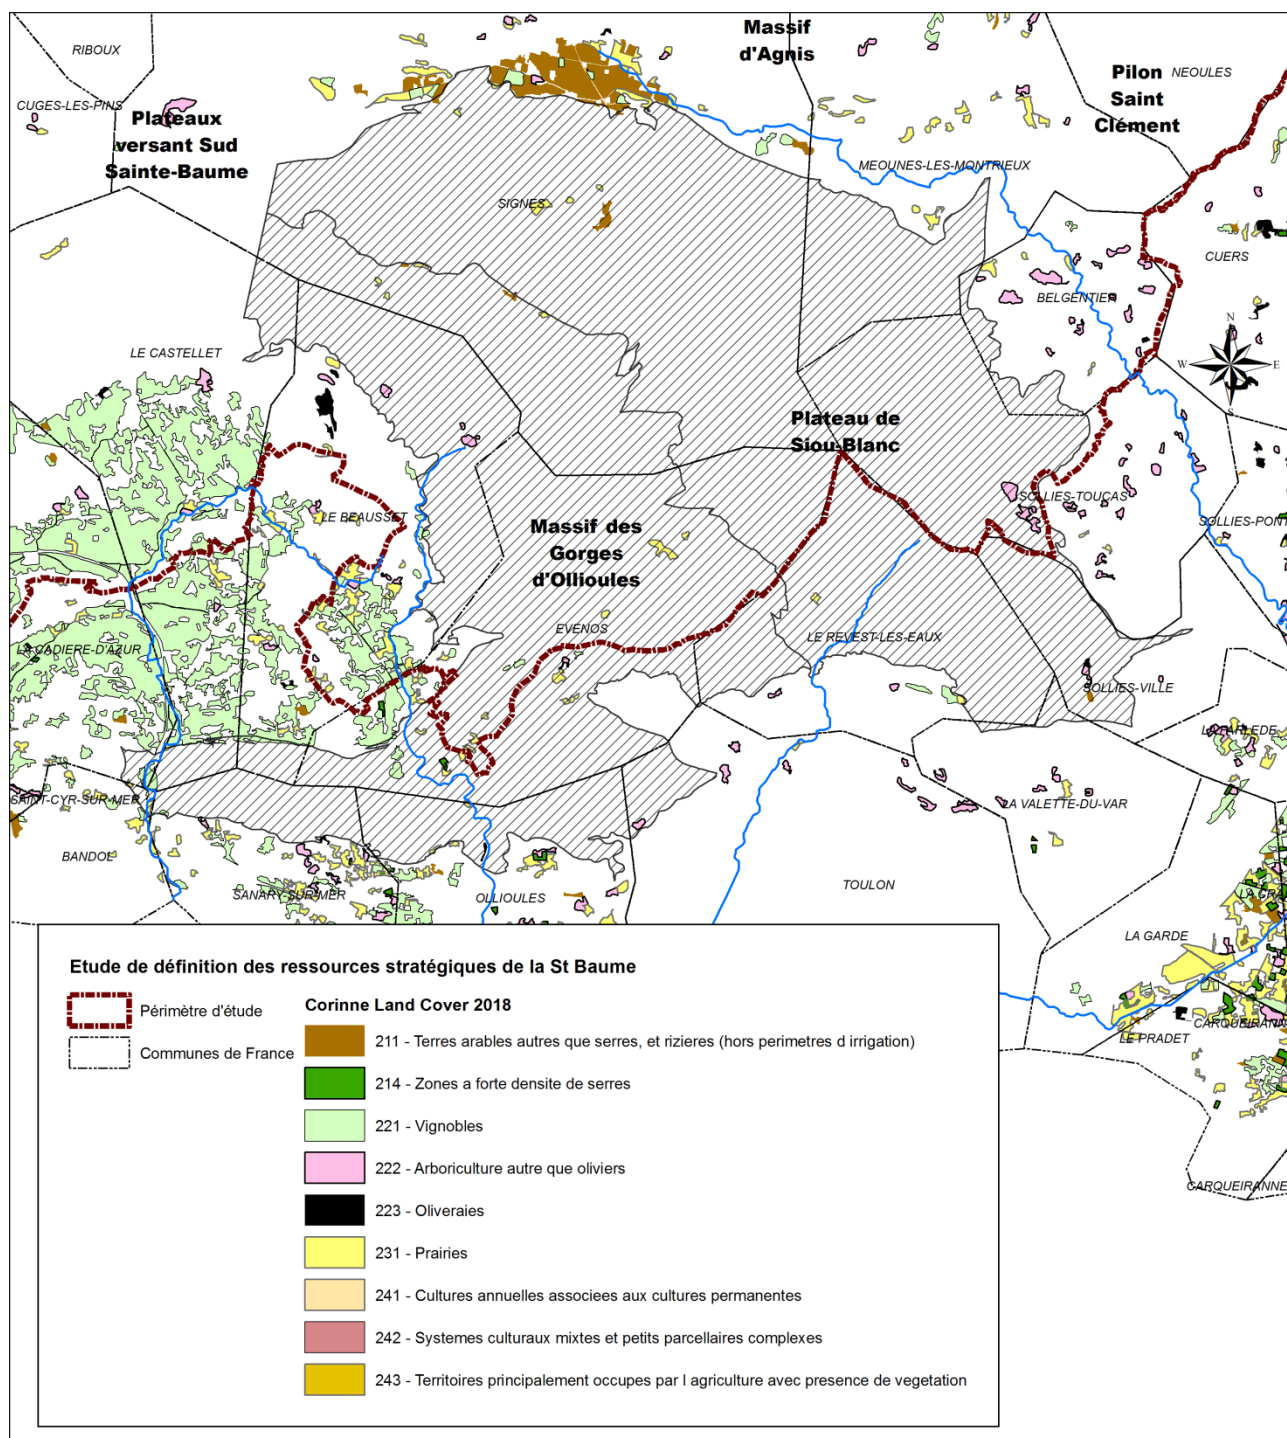 RIBOUX
Massif
d'Agnis
CUGES-LES-PINS
Plateaux
versant Sud
Sainte-Baume
Pilon
Saint
Clément
NEOULES
MEOUNES-LES-MONTRIEUX
SIGNES
CUERS
BELGENTIER
N
W
E
S
LE CASTELLET
Plateau de
Siou-Blanc
SOLLIES-TOUCAS
SOLLIES-PONT
LE BEAUSSET
Massif des
Gorges
d'Ollioules
EVENOS
LE REVEST-LES-EAUX
LA CADIERE-D'AZUR
SOLLIES-VILLE
LA FARLEDE
SAINT-CYR-SUR-MER
LA VALETTE-DU-VAR
BANDOL
SANARY-SUR-MER
OLLIOULES
TOULON
LA CRA
LA GARDE
CARQUEIRANN
LE PRADET
CARQUEIRANNE
Etude de définition des ressources stratégiques de la St Baume
Périmètre d'étude
Communes de France
Corinne Land Cover 2018
211 - Terres arables autres que serres, et rizieres (hors perimetres d irrigation)
214 - Zones a forte densite de serres
221 - Vignobles
222 - Arboriculture autre que oliviers
223 - Oliveraies
231 - Prairies
241 - Cultures annuelles associees aux cultures permanentes
242 - Systemes culturaux mixtes et petits parcellaires complexes
243 - Territoires principalement occupes par l agriculture avec presence de vegetation